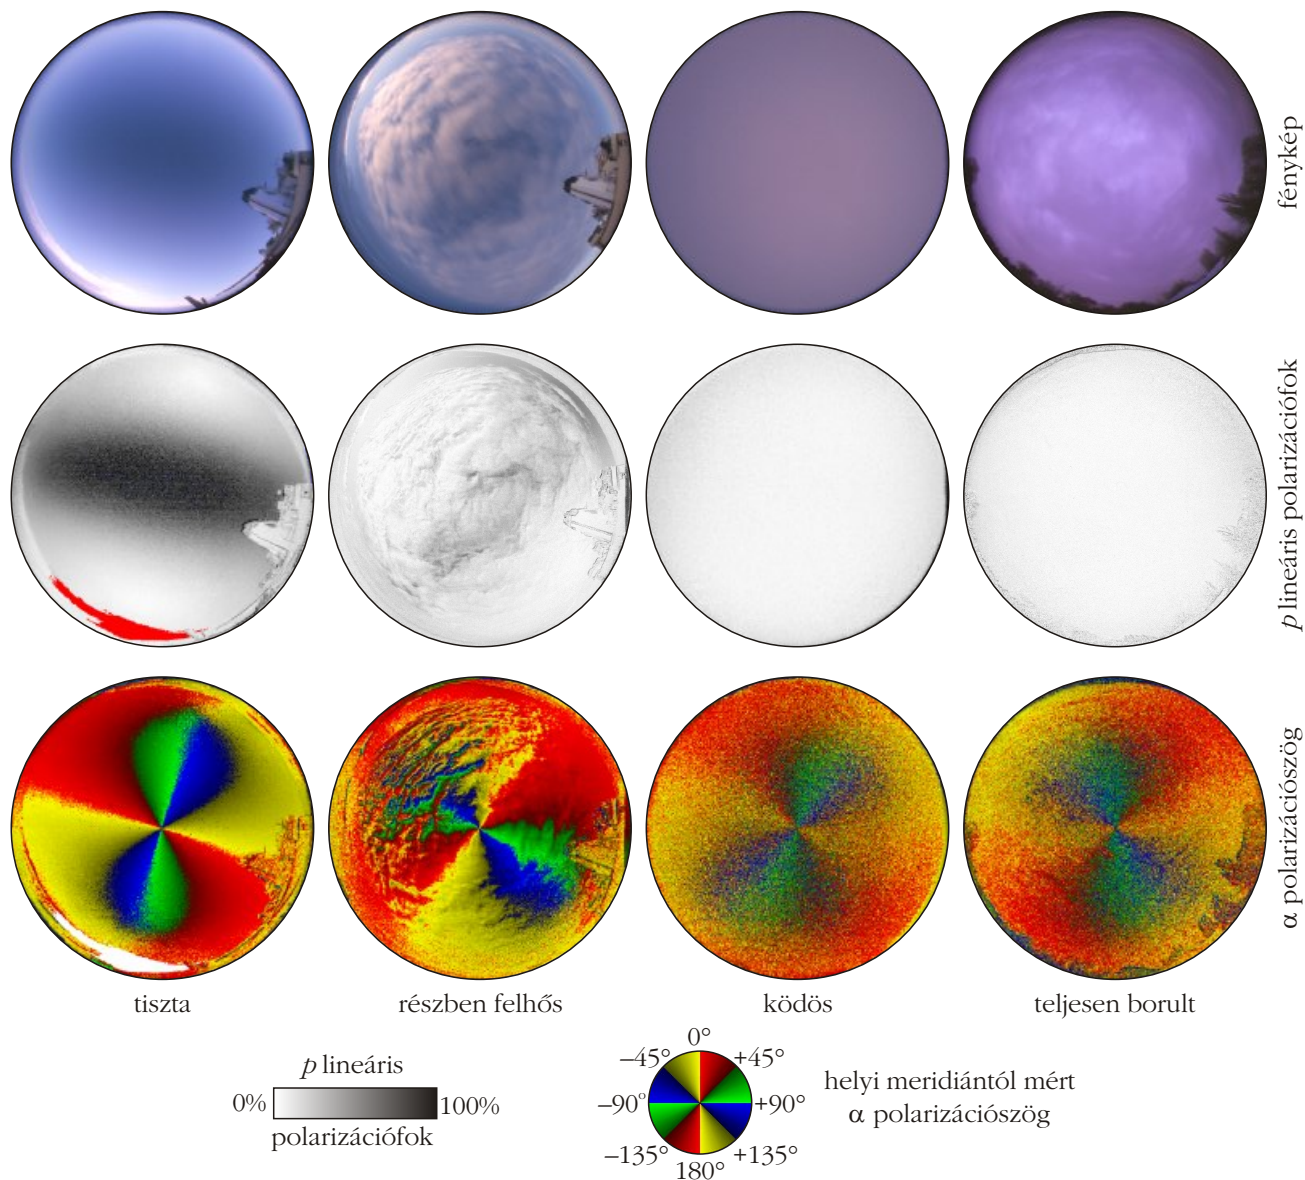 fénykép
p lineáris polarizációfok
α polarizációszög
tiszta
részben felhős
ködös
teljesen borult
p lineáris
0%
100%
polarizációfok
0°
−45°
+45°
−90°
+90°
−135°
+135°
180°
helyi meridiántól mért
α polarizációszög